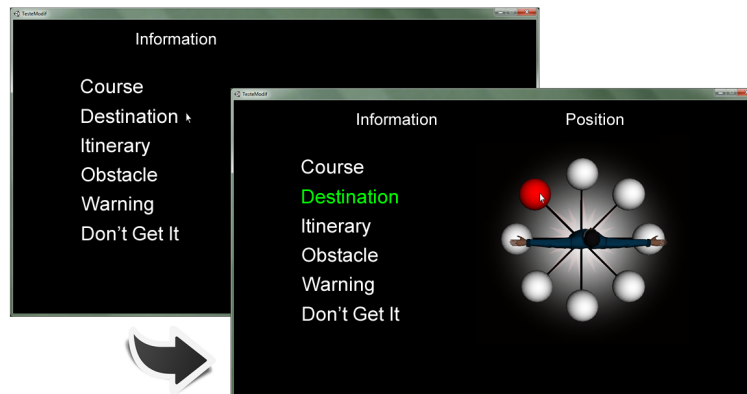 TesteModif
Information
Course
Destination
Itinerary
Obstacle
Warning
Don't Get It
TesteModif
Information
Position
Course
Destination
Itinerary
Obstacle
Warning
Don't Get It